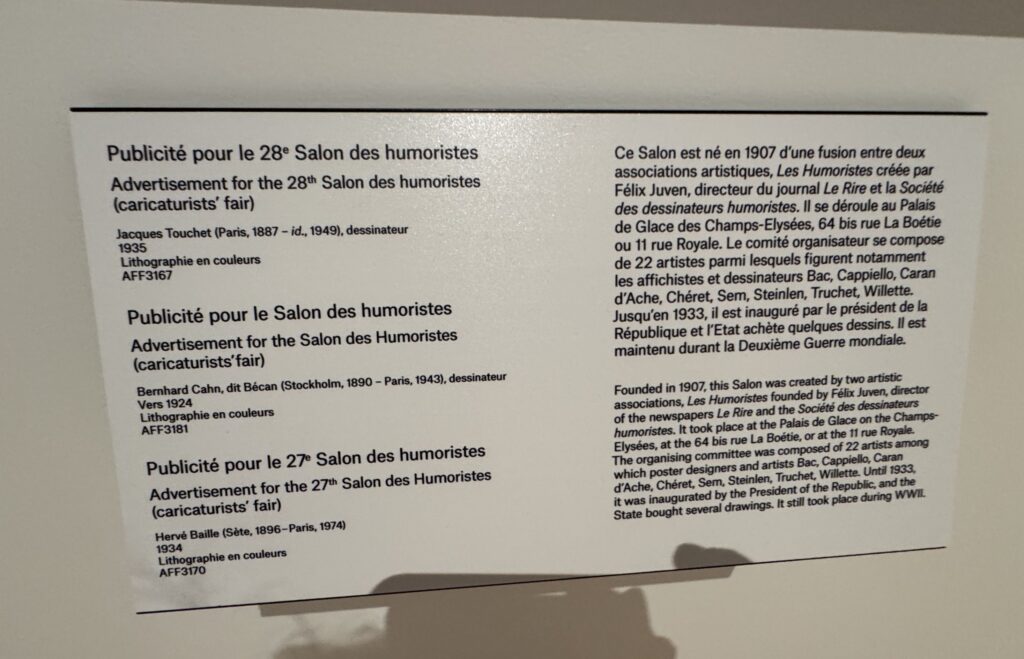 Publicité pour le 28e Salon des humoristes
Advertisement for the 28th Salon des humoristes
(caricaturists' fair)
Jacques Touchet (Paris, 1887 – id., 1949), dessinateur
1935
Lithographie en couleurs
AFF3167
Publicité pour le Salon des humoristes
Advertisement for the Salon des Humoristes
(caricaturists'fair)
Bernhard Cahn, dit Bécan (Stockholm, 1890 – Paris, 1943), dessinateur
Vers 1924
Lithographie en couleurs
AFF3181
Publicité pour le 27e Salon des humoristes
Advertisement for the 27th Salon des Humoristes
(caricaturists' fair)
Hervé Baille (Sète, 1896–Paris, 1974)
1934
Lithographie en couleurs
AFF3170
Ce Salon est né en 1907 d'une fusion entre deux
associations artistiques, Les Humoristes créée par
Félix Juven, directeur du journal Le Rire et la Société
des dessinateurs humoristes. Il se déroule au Palais
de Glace des Champs-Elysées, 64 bis rue La Boétie
ou 11 rue Royale. Le comité organisateur se compose
de 22 artistes parmi lesquels figurent notamment
les affichistes et dessinateurs Bac, Cappiello, Caran
d'Ache, Chéret, Sem, Steinlen, Truchet, Willette.
Jusqu'en 1933, il est inauguré par le président de la
République et l'Etat achète quelques dessins. Il est
maintenu durant la Deuxième Guerre mondiale.
Founded in 1907, this Salon was created by two artistic
associations, Les Humoristes founded by Félix Juven, director
of the newspapers Le Rire and the Société des dessinateurs
humoristes. It took place at the Palais de Glace on the Champs-
Elysées, at the 64 bis rue La Boétie, or at the 11 rue Royale.
The organising committee was composed of 22 artists among
which poster designers and artists Bac, Cappiello, Caran
d'Ache, Chéret, Sem, Steinlen, Truchet, Willette. Until 1933,
it was inaugurated by the President of the Republic, and the
State bought several drawings. It still took place during WWII.